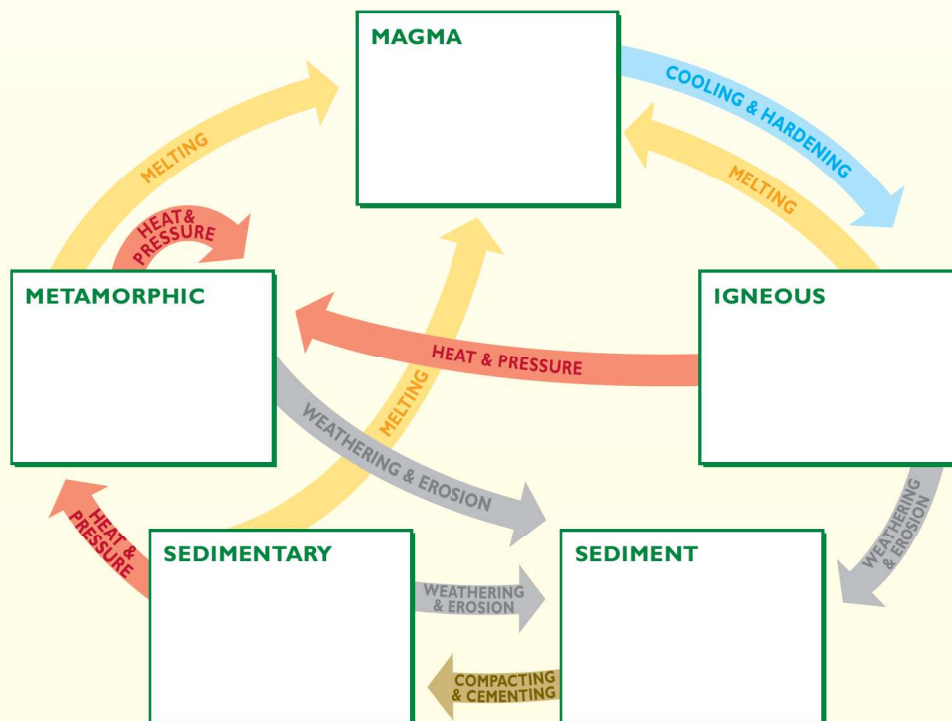 MAGMA
COOLING & HARDENING
MELTING
MELTING
HEAT &
PRESSURE
METAMORPHIC
IGNEOUS
HEAT & PRESSURE
MELTING
WEATHERING & EROSION
HEAT &
PRESSURE
WEATHERING
& EROSION
SEDIMENTARY
SEDIMENT
WEATHERING
& EROSION
COMPACTING
& CEMENTING